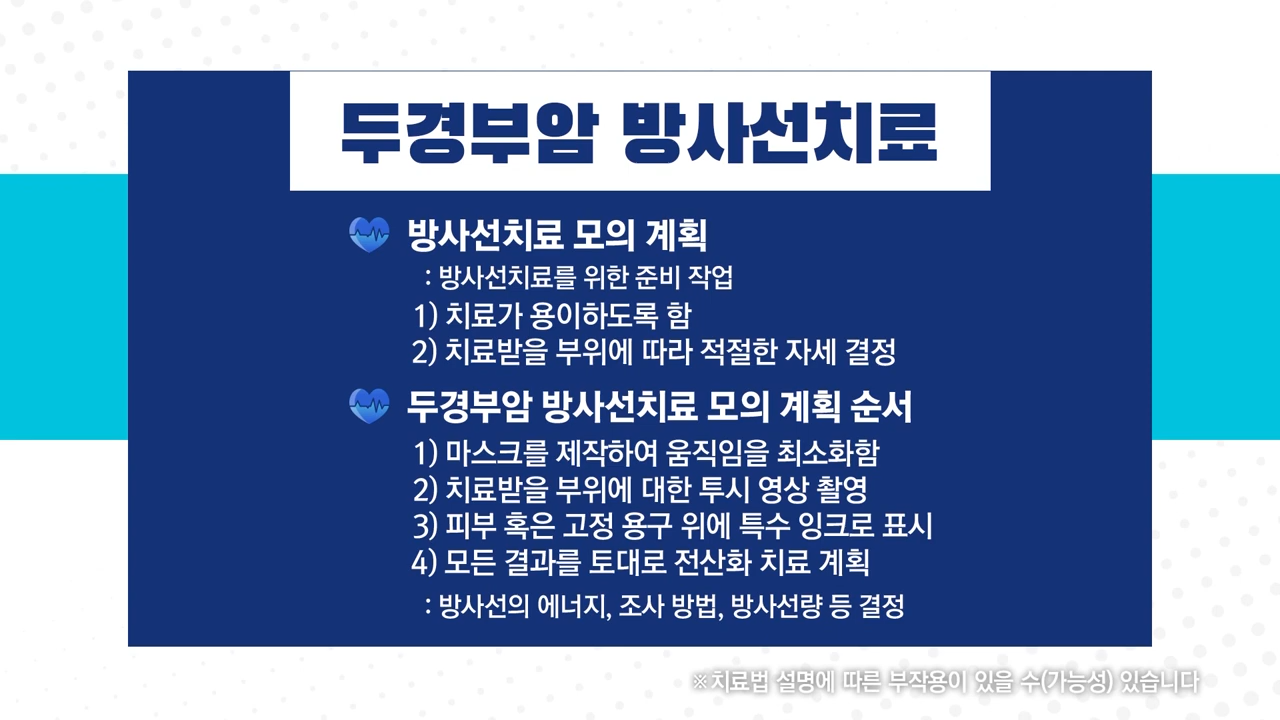 두경부암 방사선치료
방사선치료 모의 계획
: 방사선치료를 위한 준비 작업
1) 치료가 용이하도록 함
2) 치료받을 부위에 따라 적절한 자세 결정
두경부암 방사선치료 모의 계획 순서
1) 마스크를 제작하여 움직임을 최소화함
2) 치료받을 부위에 대한 투시 영상 촬영
3) 피부 혹은 고정 용구 위에 특수 잉크로 표시
4) 모든 결과를 토대로 전산화 치료 계획
: 방사선의 에너지, 조사 방법, 방사선량 등 결정
※치료법 설명에 따른 부작용이 있을 수(가능성) 있습니다